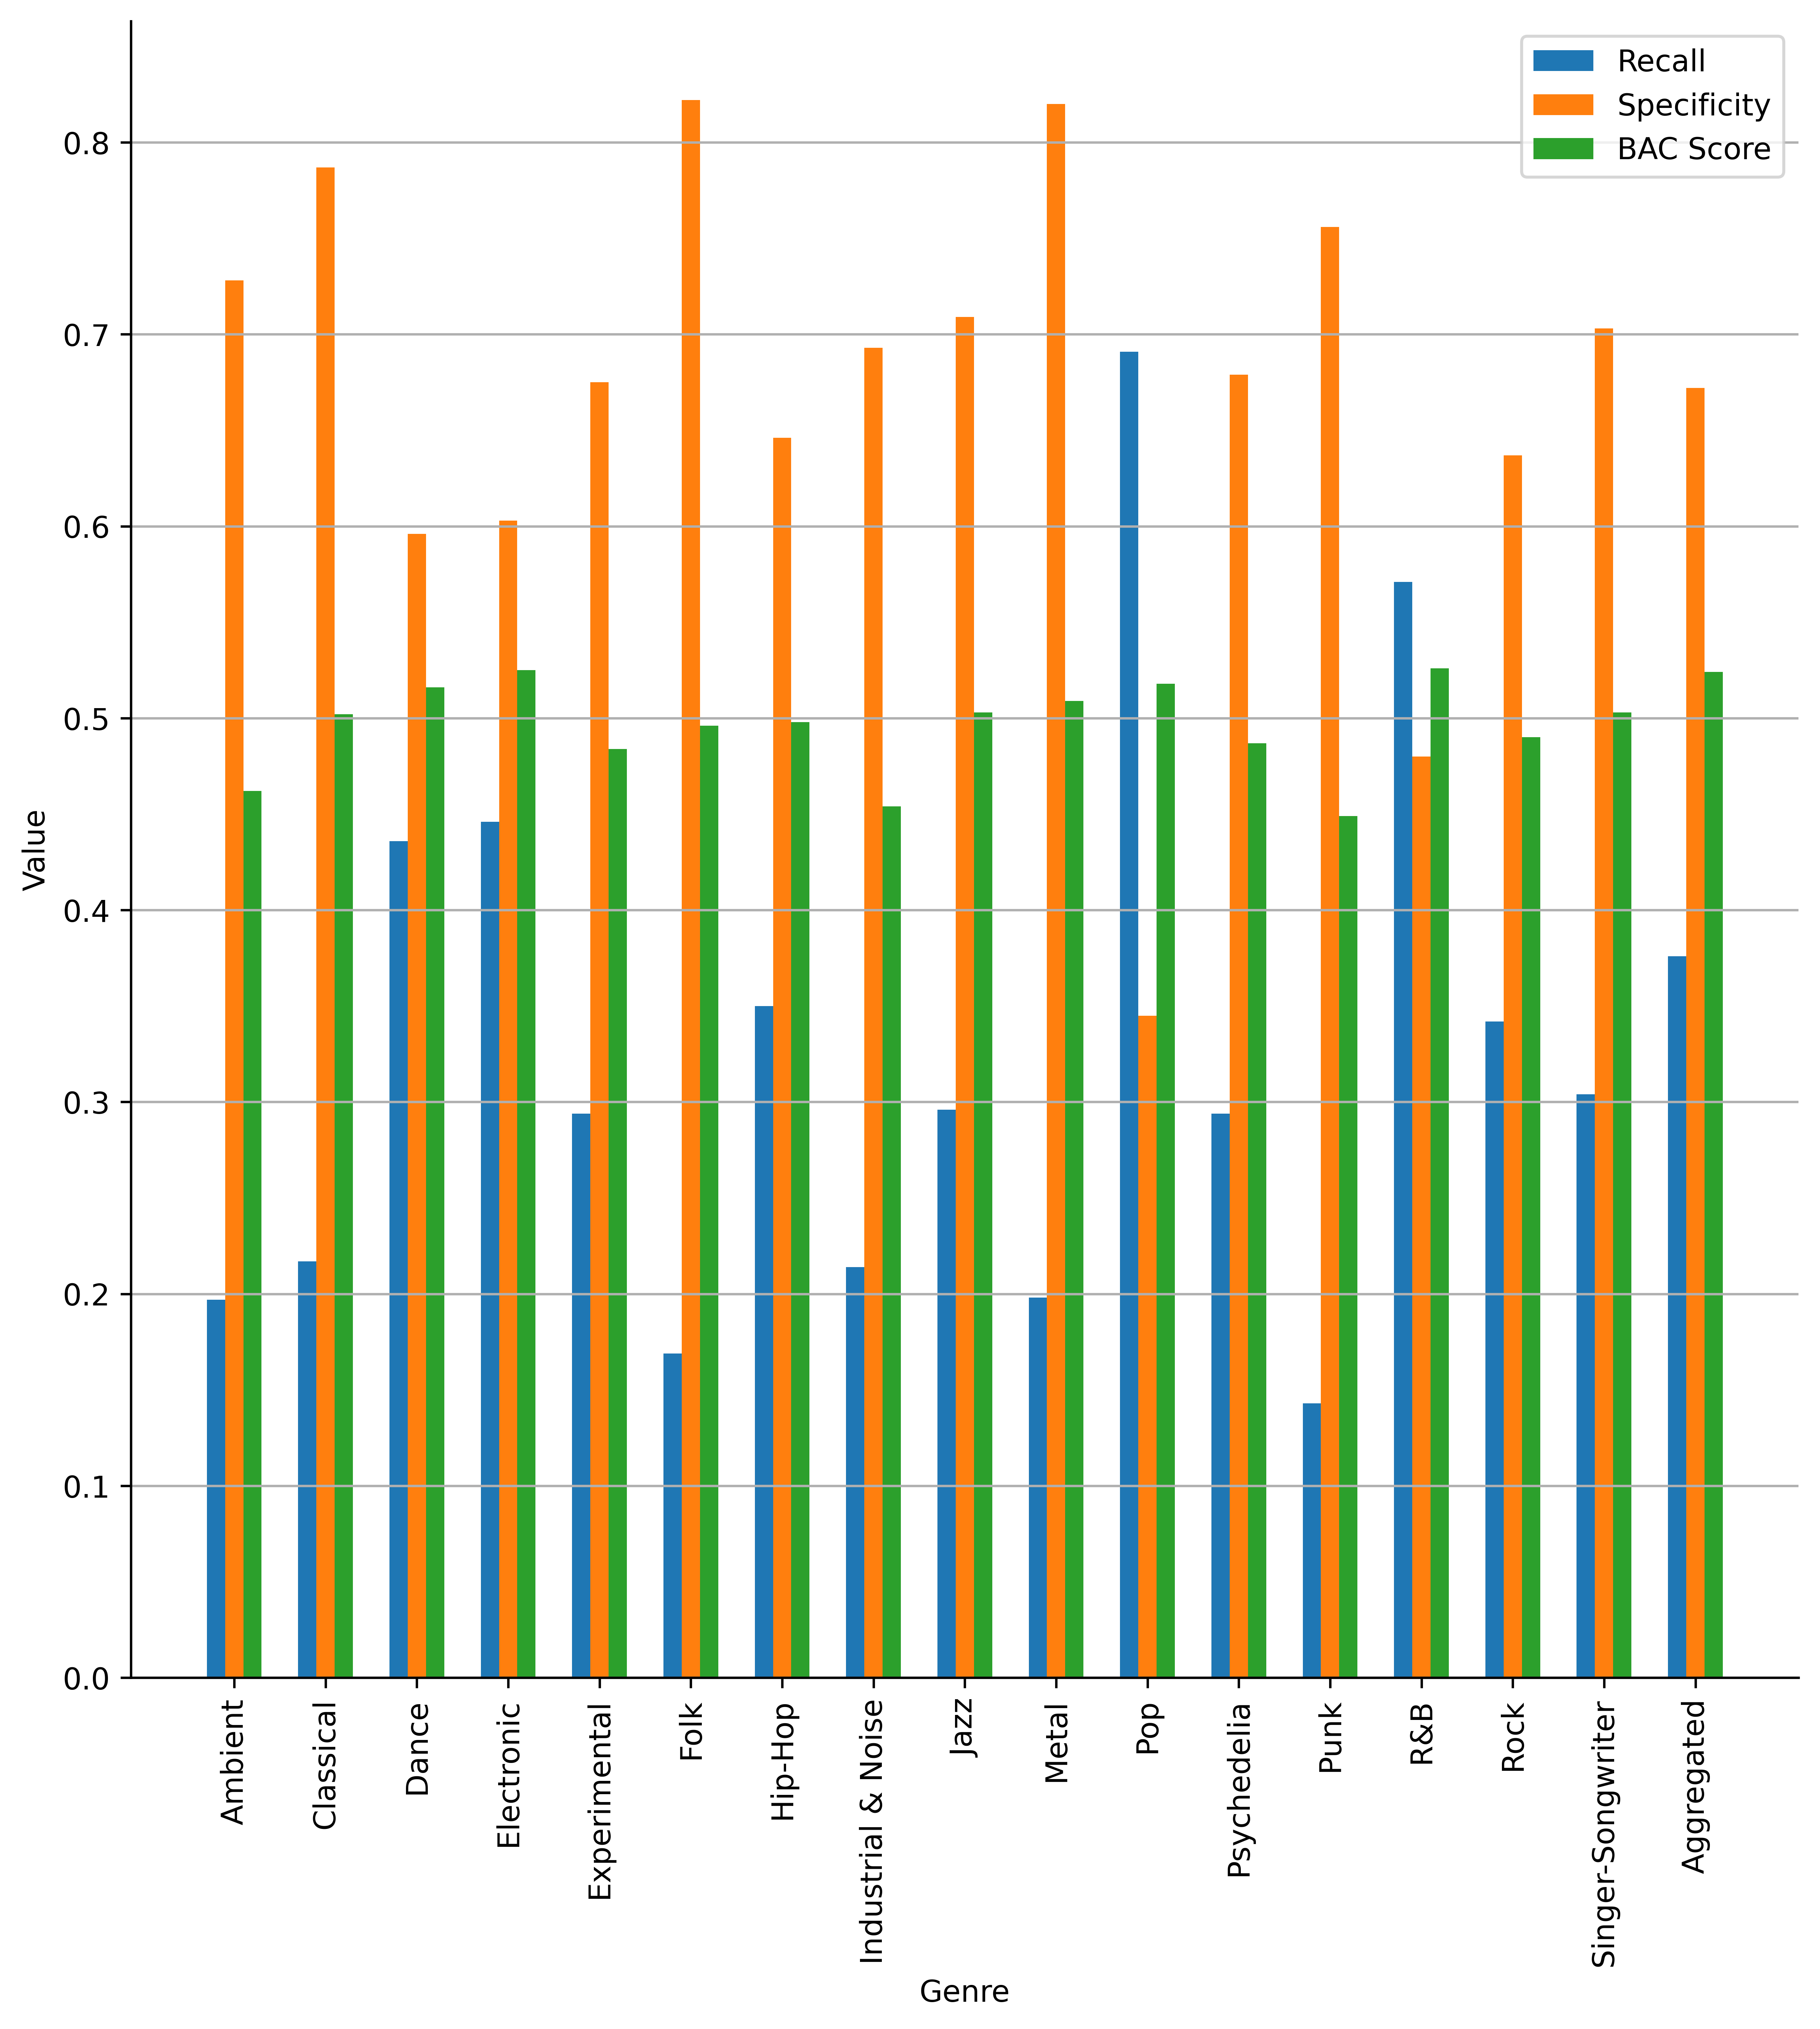 Recall
Specificity
BAC Score
0.8
0.7
0.6
0.5
0.4
0.3
0.2
0.1
0.0
Value
Ambient
Classical
Dance
Electronic
Experimental
Folk
Hip-Hop
Industrial & Noise
Jazz
Metal
Pop
Psychedelia
Punk
R&B
Rock
Singer-Songwriter
Aggregated
Genre